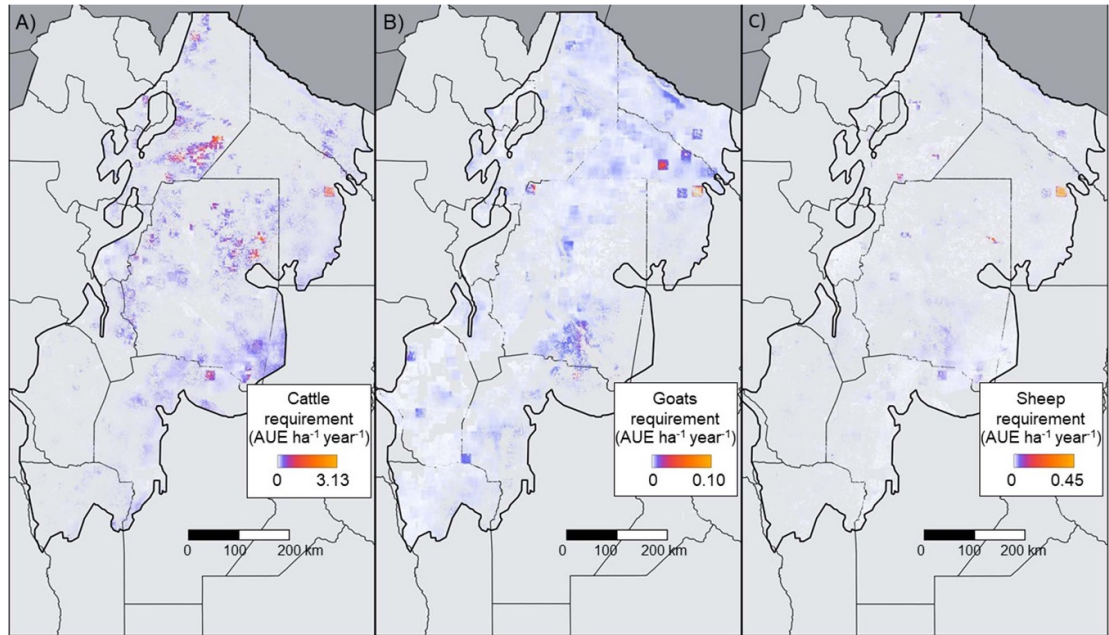 A)
Cattle
requirement
(AUE ha⁻¹ year⁻¹)
0 3.13
0 100 200 km
B)
Goats
requirement
(AUE ha⁻¹ year⁻¹)
0 0.10
0 100 200 km
C)
Sheep
requirement
(AUE ha⁻¹ year⁻¹)
0 0.45
0 100 200 km